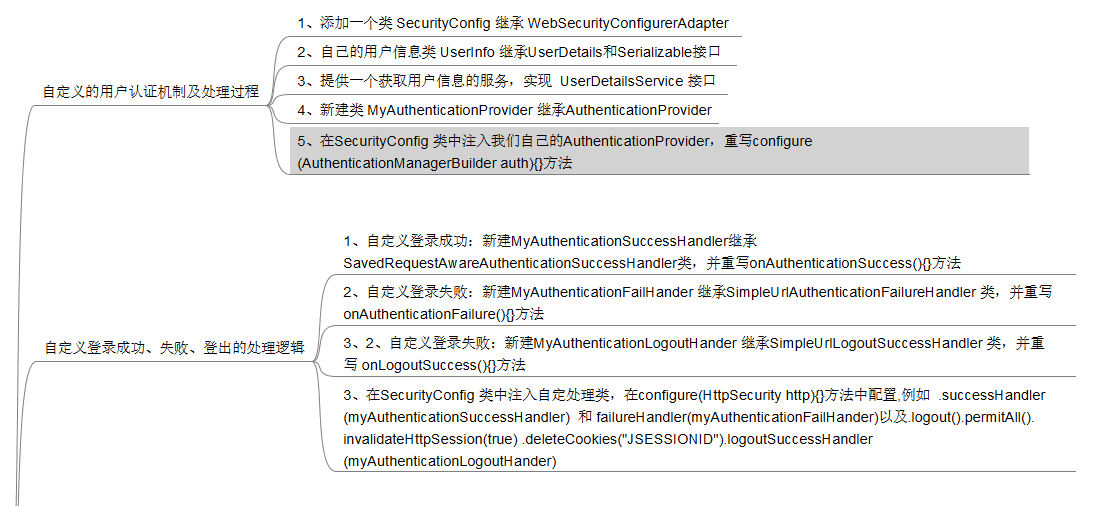 自定义的用户认证机制及处理过程
1、添加一个类 SecurityConfig 继承 WebSecurityConfigurerAdapter
2、自己的用户信息类 UserInfo 继承UserDetails和Serializable接口
3、提供一个获取用户信息的服务，实现 UserDetailsService 接口
4、新建类 MyAuthenticationProvider 继承AuthenticationProvider
5、在SecurityConfig 类中注入我们自己的AuthenticationProvider，重写configure
(AuthenticationManagerBuilder auth){}方法
自定义登录成功、失败、登出的处理逻辑
1、自定义登录成功：新建MyAuthenticationSuccessHandler继承
SavedRequestAwareAuthenticationSuccessHandler类，并重写onAuthenticationSuccess(){}方法
2、自定义登录失败：新建MyAuthenticationFailHander 继承SimpleUrlAuthenticationFailureHandler 类，并重写
onAuthenticationFailure(){}方法
3、2、自定义登录失败：新建MyAuthenticationLogoutHander 继承SimpleUrlLogoutSuccessHandler 类，并重
写 onLogoutSuccess(){}方法
3、在SecurityConfig 类中注入自定处理类，在configure(HttpSecurity http){}方法中配置,例如 .successHandler
(myAuthenticationSuccessHandler) 和 failureHandler(myAuthenticationFailHander)以及.logout().permitAll().
invalidateHttpSession(true) .deleteCookies("JSESSIONID").logoutSuccessHandler
(myAuthenticationLogoutHander)